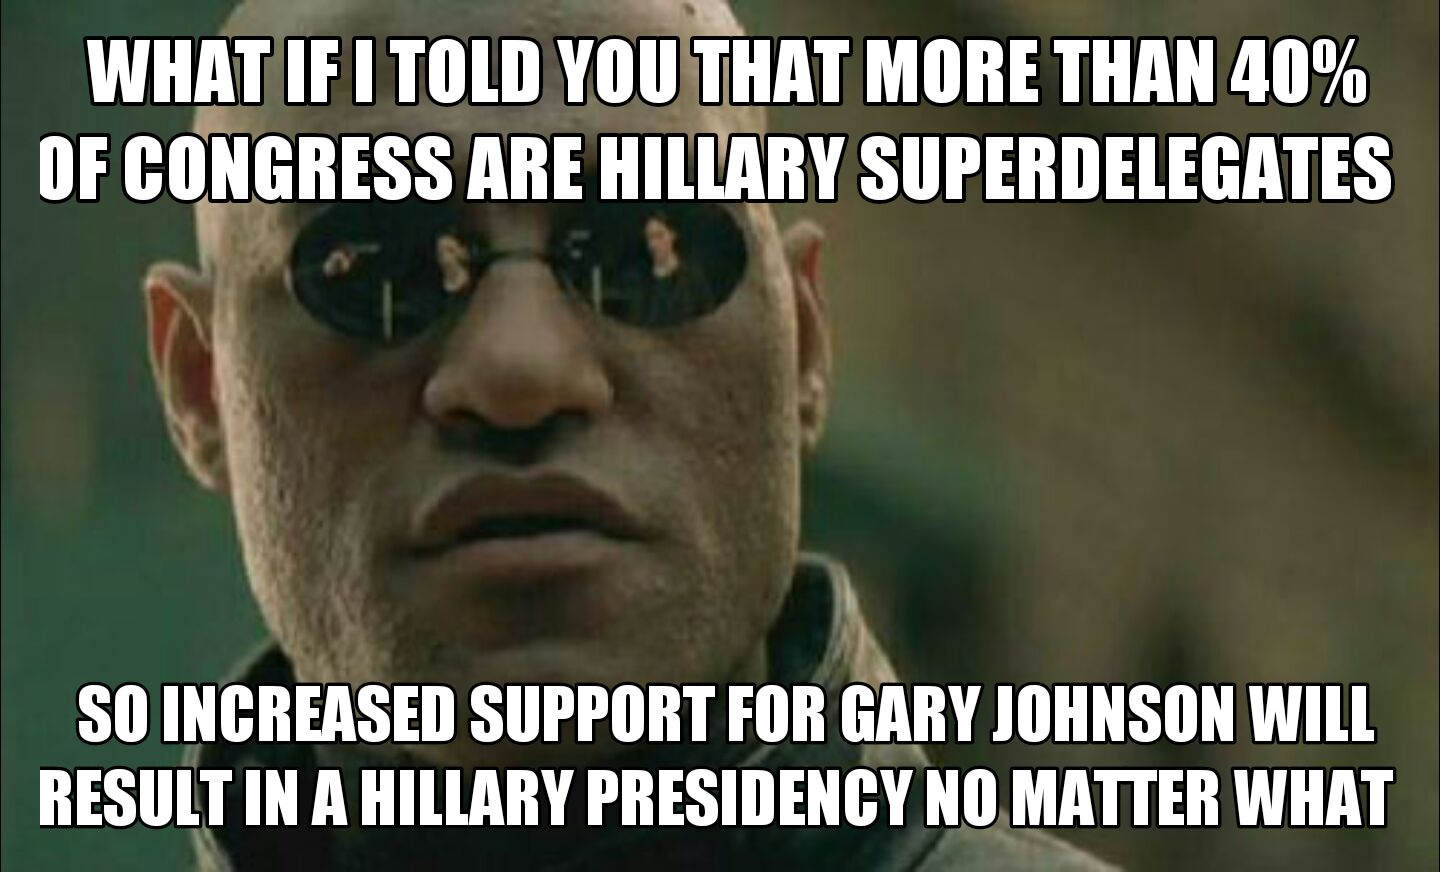 WHAT IF I TOLD YOU THAT MORE THAN 40%
OF CONGRESS ARE HILLARY SUPERDELEGATES
SO INCREASED SUPPORT FOR GARY JOHNSON WILL
RESULT IN A HILLARY PRESIDENCY NO MATTER WHAT